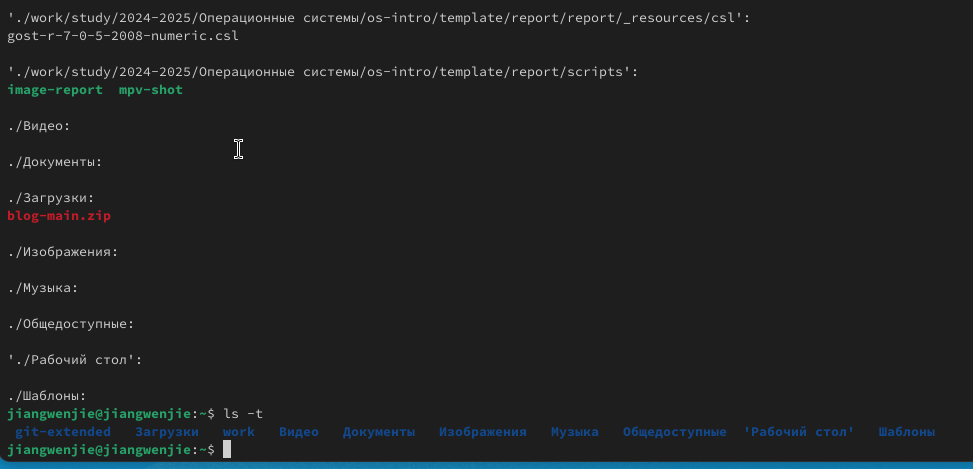 './work/study/2024-2025/Операционные системы/os-intro/template/report/report/_resources/csl':
gost-r-7-0-5-2008-numeric.csl
'./work/study/2024-2025/Операционные системы/os-intro/template/report/scripts':
image-report  mpv-shot
./Видео:
./Документы:
./Загрузки:
blog-main.zip
./Изображения:
./Музыка:
./Общедоступные:
'./Рабочий стол':
./Шаблоны:
jiangwenjie@jiangwenjie:~$ ls -t
git-extended   Загрузки   work   Видео   Документы   Изображения   Музыка   Общедоступные  'Рабочий стол'   Шаблоны
jiangwenjie@jiangwenjie:~$